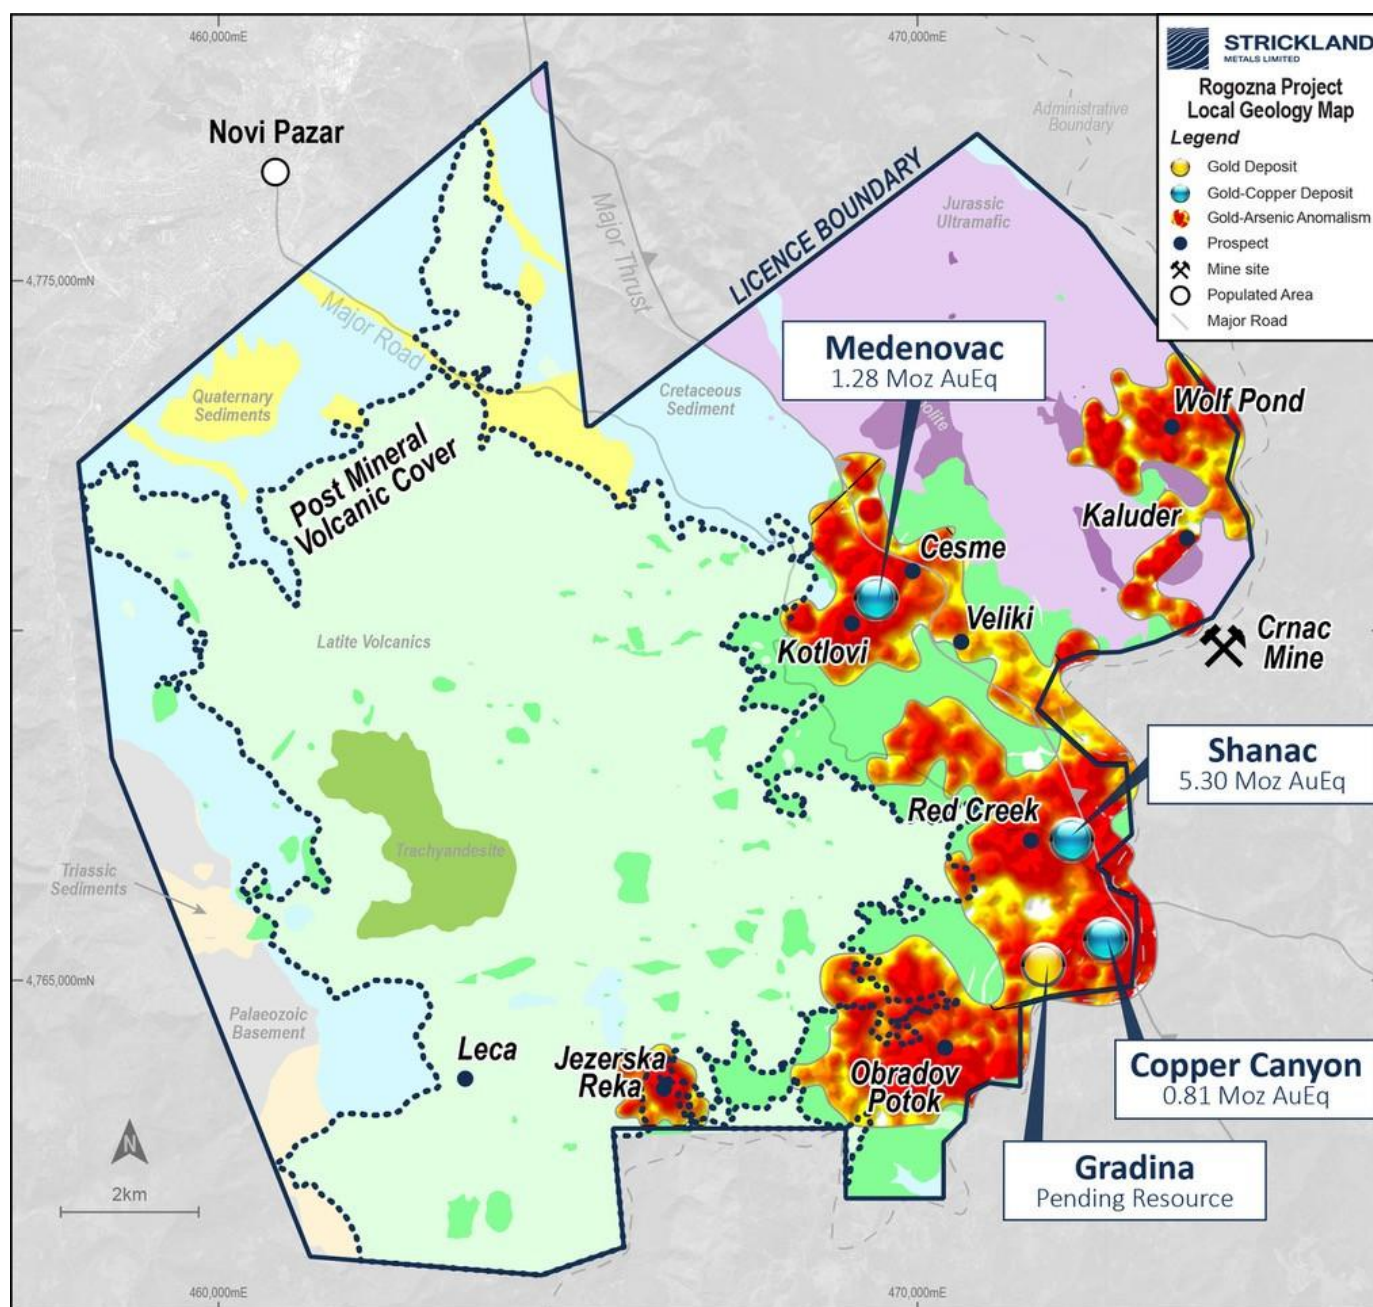 460,000mE
470,000mE
STRICKLAND
METALS LIMITED
Rogozna Project
Local Geology Map
Legend
Gold Deposit
Gold-Copper Deposit
Gold-Arsenic Anomalism
Prospect
Mine site
Populated Area
Major Road
Administrative
Boundary
Novi Pazar
LICENCE BOUNDARY
Jurassic
Ultramafic
Major Thrust
4,775,000mN
Major Road
Medenovac
1.28 Moz AuEq
Quaternary
Sediments
Cretaceous
Sediment
Wolf Pond
Post Mineral
Volcanic Cover
Kaluder
Cesme
Latite Volcanics
Veliki
Kotlovi
Crnac
Mine
Shanac
5.30 Moz AuEq
Red Creek
Trachyandesite
Triassic
Sediments
4,765,000mN
Palaeozoic
Basement
Leca
Jezerska
Reka
Obradov
Potok
Copper Canyon
0.81 Moz AuEq
N
2km
Gradina
Pending Resource
460,000mE
470,000mE